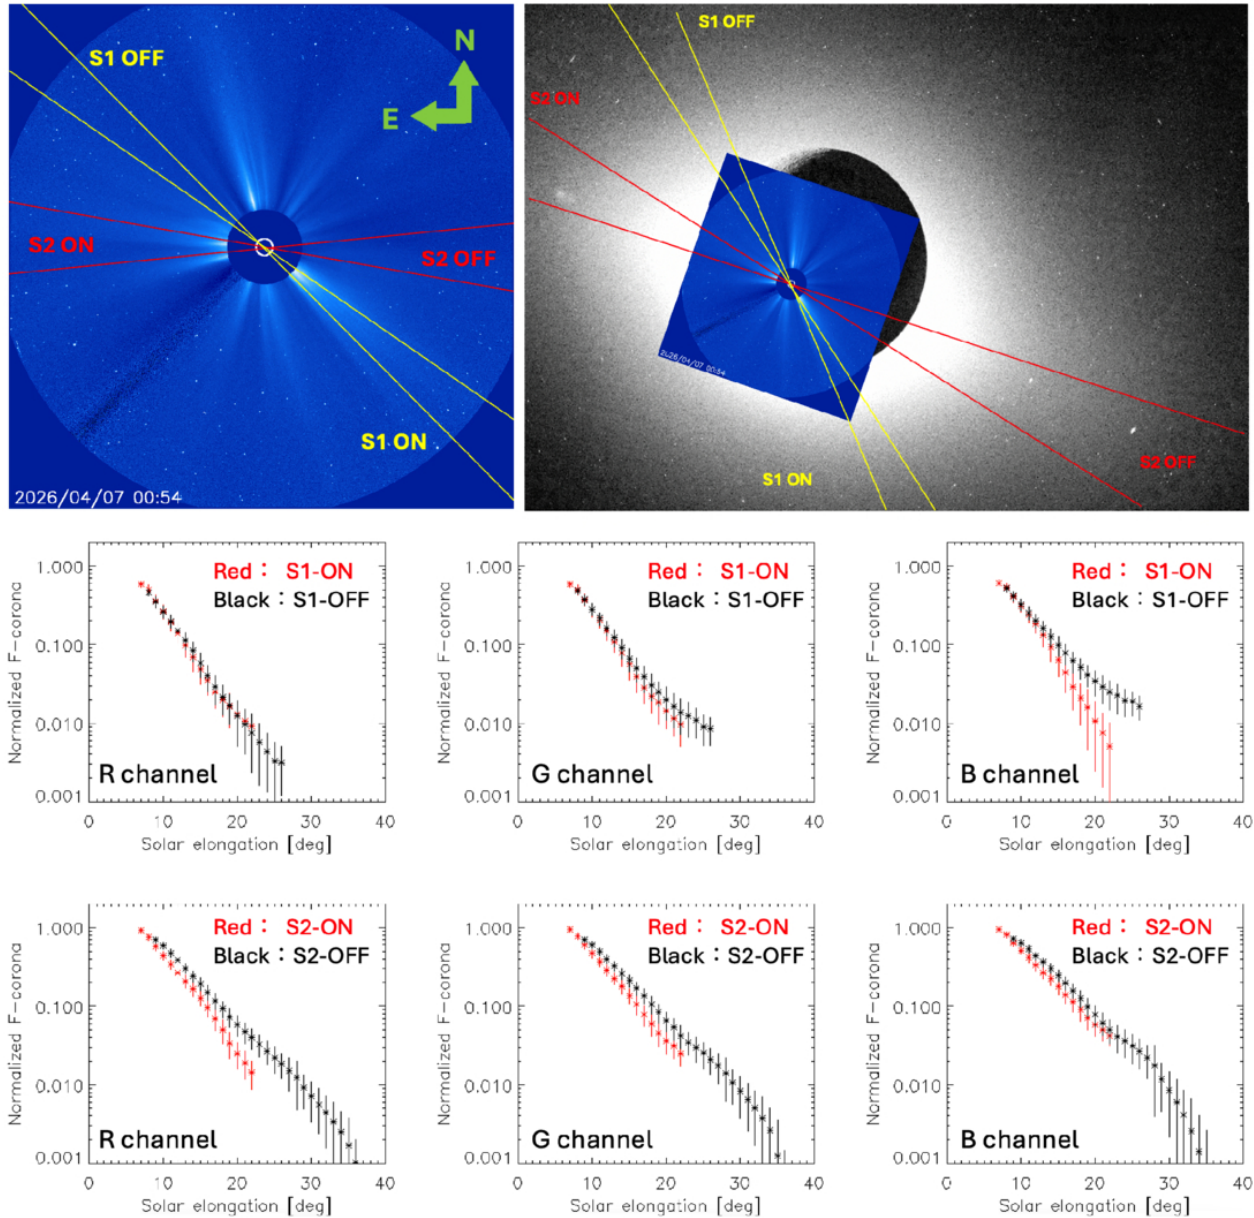 S1 OFF
N
E
S2 ON
S2 OFF
S1 ON
2026/04/07 00:54
S1 OFF
S2 ON
2026/04/07 00:54
S2 OFF
S1 ON
Normalized F-corona
1.000
0.100
0.010
0.001
Red： S1-ON
Black：S1-OFF
R channel
0 10 20 30 40
Solar elongation [deg]
Normalized F-corona
1.000
0.100
0.010
0.001
Red： S1-ON
Black：S1-OFF
G channel
0 10 20 30 40
Solar elongation [deg]
Normalized F-corona
1.000
0.100
0.010
0.001
Red： S1-ON
Black：S1-OFF
B channel
0 10 20 30 40
Solar elongation [deg]
Normalized F-corona
1.000
0.100
0.010
0.001
Red： S2-ON
Black：S2-OFF
R channel
0 10 20 30 40
Solar elongation [deg]
Normalized F-corona
1.000
0.100
0.010
0.001
Red： S2-ON
Black：S2-OFF
G channel
0 10 20 30 40
Solar elongation [deg]
Normalized F-corona
1.000
0.100
0.010
0.001
Red： S2-ON
Black：S2-OFF
B channel
0 10 20 30 40
Solar elongation [deg]